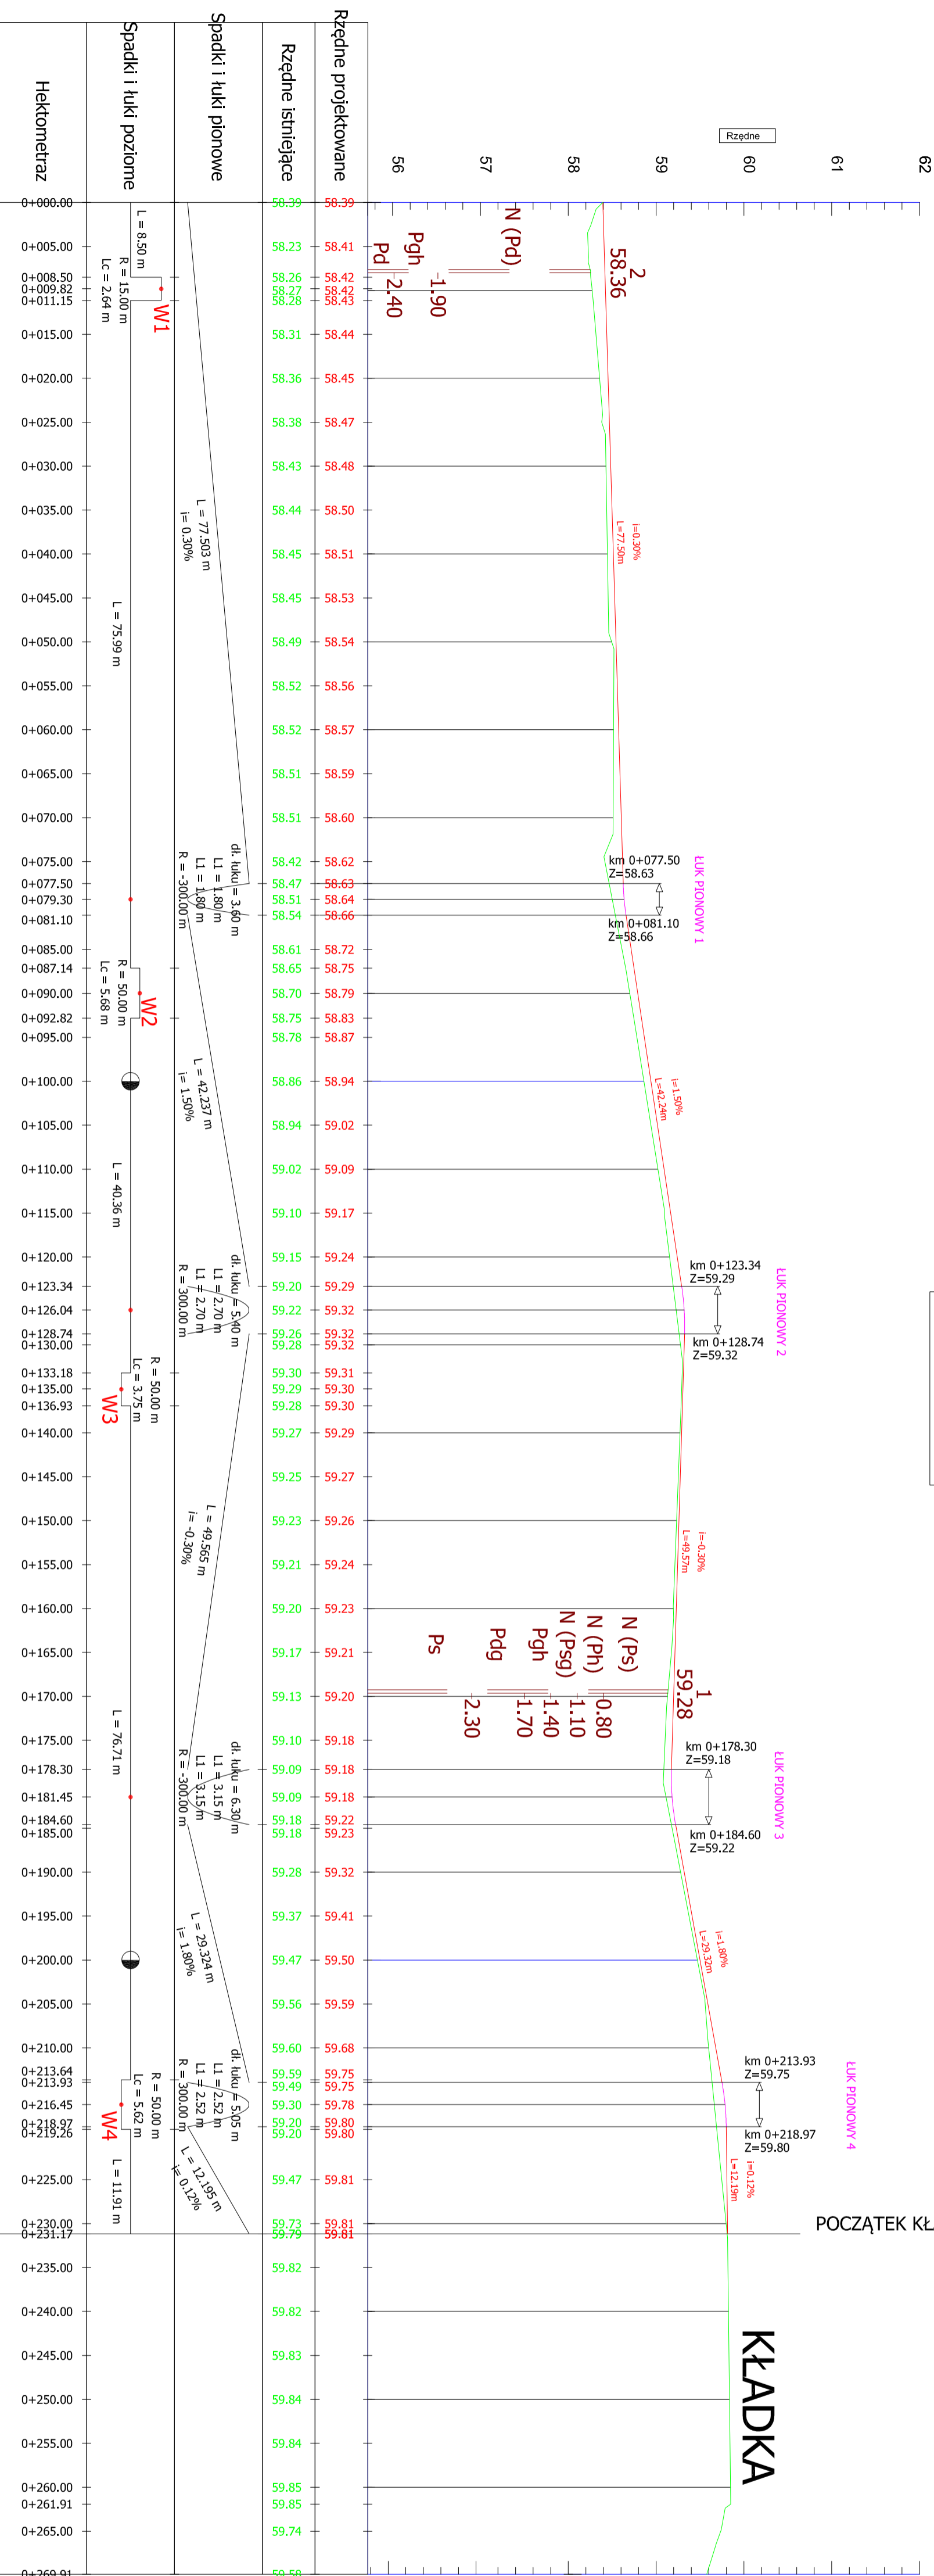 Rzędne
62
61
60
59
58
57
56
POCZĄTEK KŁ
KŁADKA
ŁUK PIONOWY 1
km 0+077.50
Z=58.63
km 0+081.10
Z=58.66
ŁUK PIONOWY 2
km 0+123.34
Z=59.29
km 0+128.74
Z=59.32
ŁUK PIONOWY 3
km 0+178.30
Z=59.18
km 0+184.60
Z=59.22
ŁUK PIONOWY 4
km 0+213.93
Z=59.75
km 0+218.97
Z=59.80
i=0.30%
L=77.50m
i=1.50%
L=42.24m
i=-0.30%
L=49.57m
i=1.80%
L=29.32m
i=0.12%
L=12.19m
2
58.36
N (Pd)
Pgh
1.90
Pd
2.40
1
59.28
N (Ps)
0.80
N (Ph)
1.10
N (Psg)
1.40
Pgh
1.70
Pdg
2.30
Ps
Rzędne projektowane
58.39
58.41
58.42
58.42
58.43
58.44
58.45
58.47
58.48
58.50
58.51
58.53
58.54
58.56
58.57
58.59
58.60
58.62
58.63
58.64
58.66
58.72
58.75
58.79
58.83
58.87
58.94
59.02
59.09
59.17
59.24
59.29
59.32
59.32
59.32
59.31
59.30
59.30
59.29
59.27
59.26
59.24
59.23
59.21
59.20
59.18
59.18
59.18
59.22
59.23
59.32
59.41
59.50
59.59
59.68
59.75
59.75
59.78
59.80
59.80
59.81
59.81
59.81
Rzędne istniejące
58.39
58.23
58.26
58.27
58.28
58.31
58.36
58.38
58.43
58.44
58.45
58.45
58.49
58.52
58.52
58.51
58.51
58.42
58.47
58.51
58.54
58.61
58.65
58.70
58.75
58.78
58.86
58.94
59.02
59.10
59.15
59.20
59.22
59.26
59.28
59.30
59.29
59.28
59.27
59.25
59.23
59.21
59.20
59.17
59.13
59.10
59.09
59.09
59.18
59.18
59.28
59.37
59.47
59.56
59.60
59.59
59.49
59.30
59.20
59.20
59.47
59.73
59.79
59.82
59.82
59.83
59.84
59.84
59.85
59.85
59.74
Spadki i łuki pionowe
L = 77.503 m
i= 0.30%
dł. łuku = 3.60 m
L1 = 1.80 m
L1 = 1.80 m
R = -300.00 m
L = 42.237 m
i= 1.50%
dł. łuku = 5.40 m
L1 = 2.70 m
L1 = 2.70 m
R = 300.00 m
L = 49.565 m
i= -0.30%
dł. łuku = 6.30 m
L1 = 3.15 m
L1 = 3.15 m
R = -300.00 m
L = 29.324 m
i= 1.80%
dł. łuku = 5.05 m
L1 = 2.52 m
L1 = 2.52 m
R = 300.00 m
L = 12.195 m
i= 0.12%
Spadki i łuki poziome
L = 8.50 m
W1
R = 15.00 m
Lc = 2.64 m
L = 75.99 m
W2
R = 50.00 m
Lc = 5.68 m
L = 40.36 m
R = 50.00 m
Lc = 3.75 m
W3
L = 76.71 m
R = 50.00 m
Lc = 5.62 m
W4
L = 11.91 m
Hektometraz
0+000.00
0+005.00
0+008.50
0+009.82
0+011.15
0+015.00
0+020.00
0+025.00
0+030.00
0+035.00
0+040.00
0+045.00
0+050.00
0+055.00
0+060.00
0+065.00
0+070.00
0+075.00
0+077.50
0+079.30
0+081.10
0+085.00
0+087.14
0+090.00
0+092.82
0+095.00
0+100.00
0+105.00
0+110.00
0+115.00
0+120.00
0+123.34
0+126.04
0+128.74
0+130.00
0+133.18
0+135.00
0+136.93
0+140.00
0+145.00
0+150.00
0+155.00
0+160.00
0+165.00
0+170.00
0+175.00
0+178.30
0+181.45
0+184.60
0+185.00
0+190.00
0+195.00
0+200.00
0+205.00
0+210.00
0+213.64
0+213.93
0+216.45
0+218.97
0+219.26
0+225.00
0+230.00
0+231.17
0+235.00
0+240.00
0+245.00
0+250.00
0+255.00
0+260.00
0+261.91
0+265.00
0+269.91